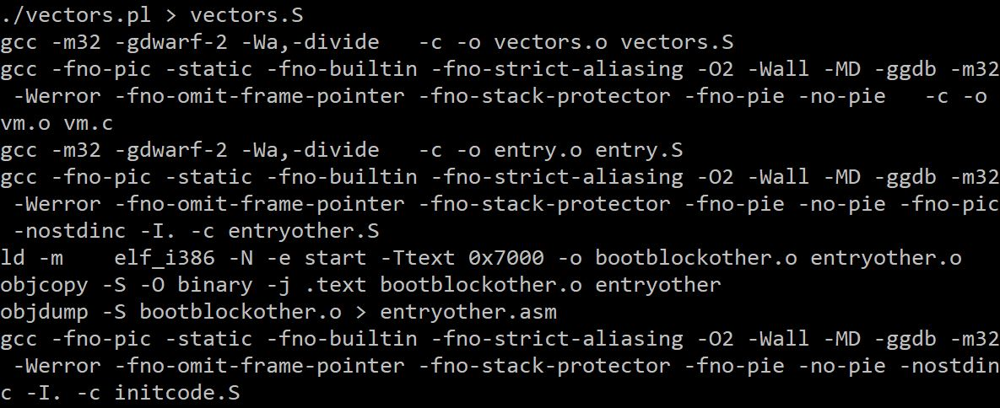 ./vectors.pl > vectors.S
gcc -m32 -gdwarf-2 -Wa,-divide   -c -o vectors.o vectors.S
gcc -fno-pic -static -fno-builtin -fno-strict-aliasing -O2 -Wall -MD -ggdb -m32
 -Werror -fno-omit-frame-pointer -fno-stack-protector -fno-pie -no-pie   -c -o
vm.o vm.c
gcc -m32 -gdwarf-2 -Wa,-divide   -c -o entry.o entry.S
gcc -fno-pic -static -fno-builtin -fno-strict-aliasing -O2 -Wall -MD -ggdb -m32
 -Werror -fno-omit-frame-pointer -fno-stack-protector -fno-pie -no-pie -fno-pic
 -nostdinc -I. -c entryother.S
ld -m    elf_i386 -N -e start -Ttext 0x7000 -o bootblockother.o entryother.o
objcopy -S -O binary -j .text bootblockother.o entryother
objdump -S bootblockother.o > entryother.asm
gcc -fno-pic -static -fno-builtin -fno-strict-aliasing -O2 -Wall -MD -ggdb -m32
 -Werror -fno-omit-frame-pointer -fno-stack-protector -fno-pie -no-pie -nostdin
c -I. -c initcode.S